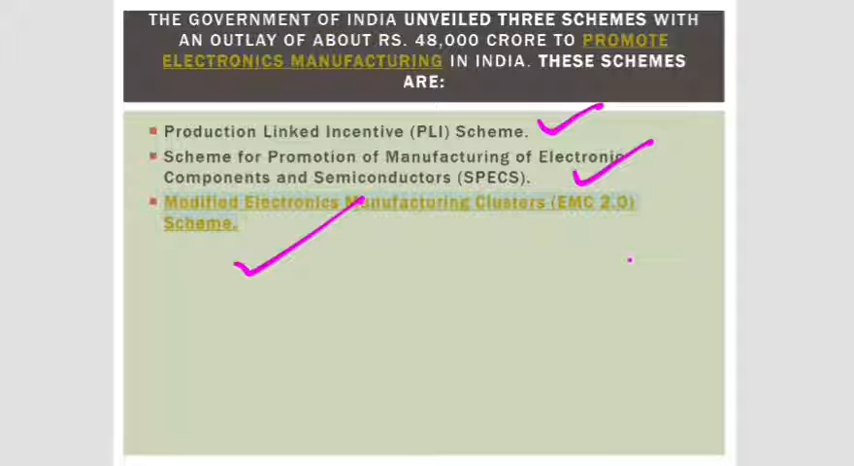 THE GOVERNMENT OF INDIA UNVEILED THREE SCHEMES WITH
AN OUTLAY OF ABOUT RS. 48,000 CRORE TO PROMOTE
ELECTRONICS MANUFACTURING IN INDIA. THESE SCHEMES
ARE:
Production Linked Incentive (PLI) Scheme.
Scheme for Promotion of Manufacturing of Electronic
Components and Semiconductors (SPECS).
Modified Electronics Manufacturing Clusters (EMC 2.0)
Scheme.